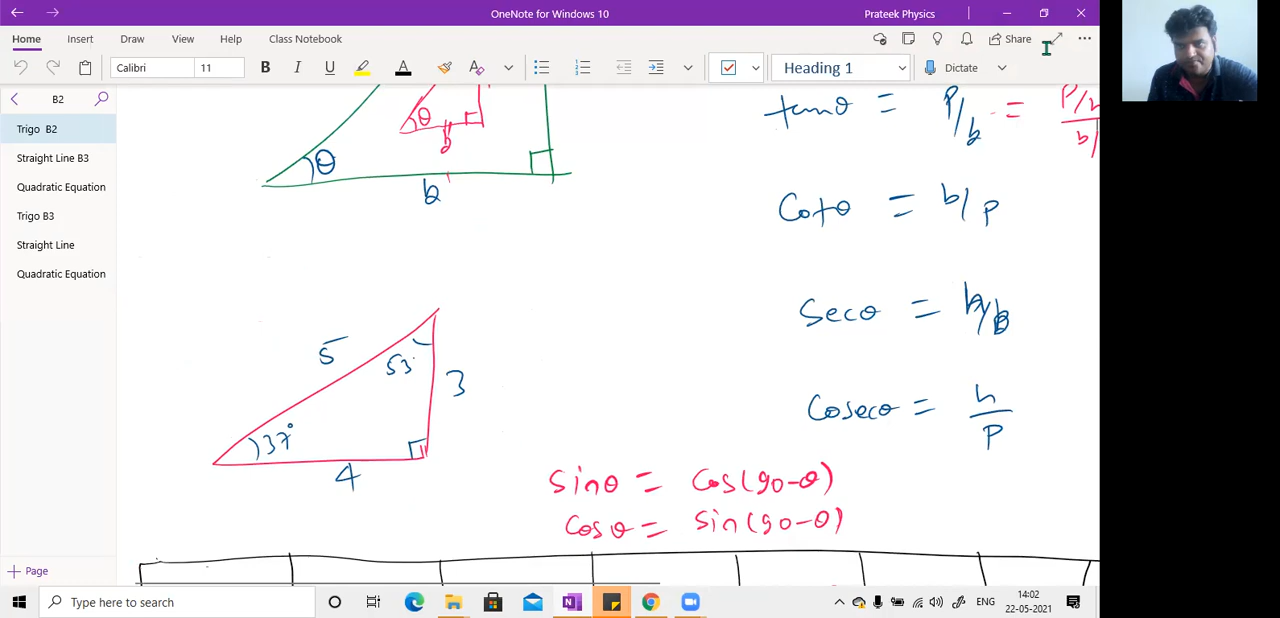 OneNote for Windows 10
Prateek Physics
Home Insert Draw View Help Class Notebook
Share
Calibri 11
B
I
U
A
Heading 1
Dictate
B2
Trigo B2
Straight Line B3
Quadratic Equation
Trigo B3
Straight Line
Quadratic Equation
Page
θ
b
θ
b
tanθ = P/b =
cotθ = b/p
secθ = h/b
cosecθ = h/p
5
53°
3
37°
4
sinθ = cos(90-θ)
cosθ = sin(90-θ)
Type here to search
ENG
14:02
22-05-2021